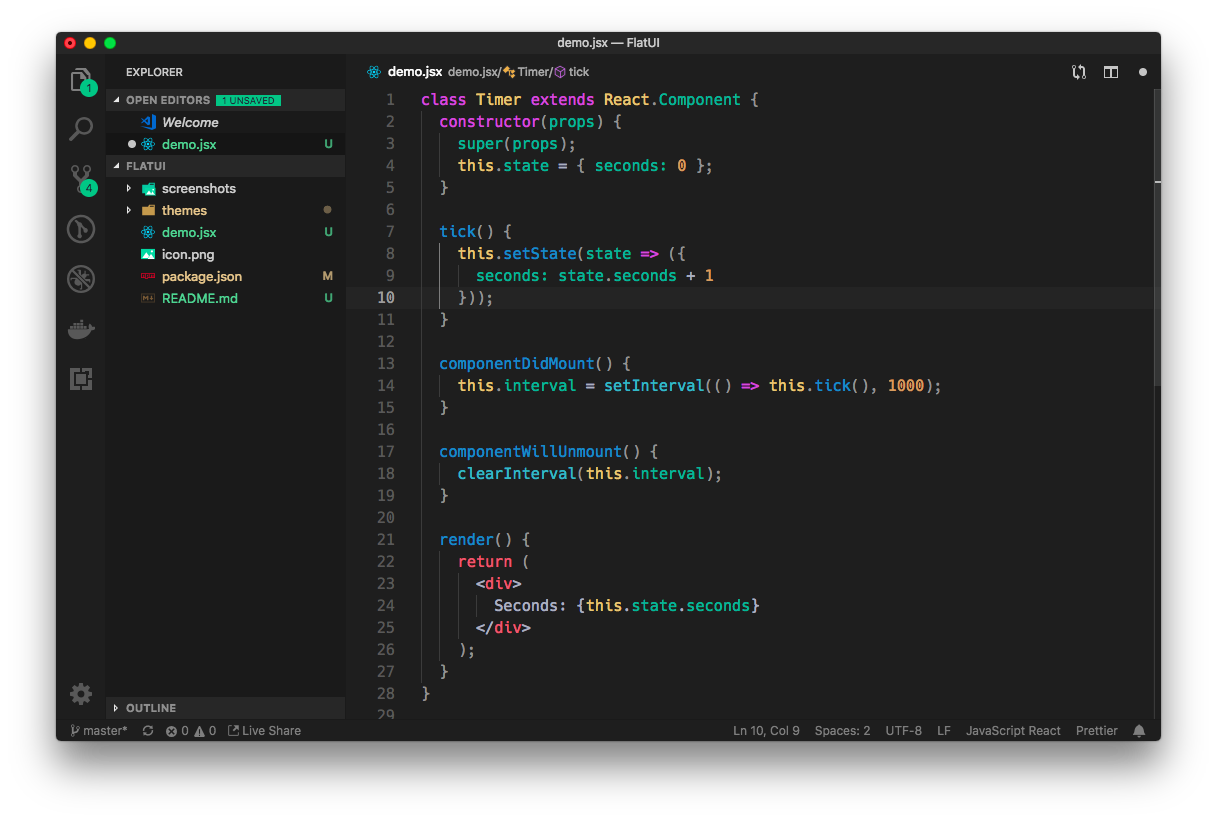 demo.jsx — FlatUI
EXPLORER
OPEN EDITORS 1 UNSAVED
Welcome
demo.jsx U
FLATUI
screenshots
themes
demo.jsx U
icon.png
package.json M
README.md U
OUTLINE
1
4
demo.jsx demo.jsx/ Timer/ tick
1 class Timer extends React.Component {
2   constructor(props) {
3     super(props);
4     this.state = { seconds: 0 };
5   }
6
7   tick() {
8     this.setState(state => ({
9       seconds: state.seconds + 1
10     }));
11   }
12
13   componentDidMount() {
14     this.interval = setInterval(() => this.tick(), 1000);
15   }
16
17   componentWillUnmount() {
18     clearInterval(this.interval);
19   }
20
21   render() {
22     return (
23       <div>
24         Seconds: {this.state.seconds}
25       </div>
26     );
27   }
28 }
29
master* 0 0 Live Share Ln 10, Col 9 Spaces: 2 UTF-8 LF JavaScript React Prettier